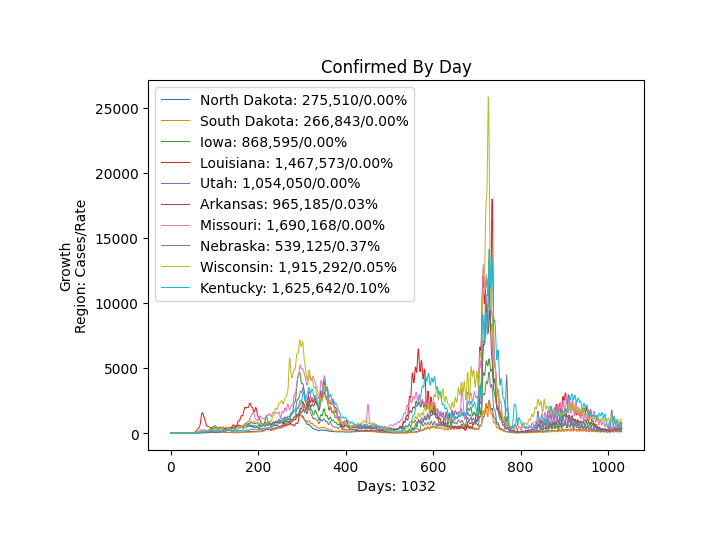 Confirmed By Day
North Dakota: 275,510/0.00%
South Dakota: 266,843/0.00%
Iowa: 868,595/0.00%
Louisiana: 1,467,573/0.00%
Utah: 1,054,050/0.00%
Arkansas: 965,185/0.03%
Missouri: 1,690,168/0.00%
Nebraska: 539,125/0.37%
Wisconsin: 1,915,292/0.05%
Kentucky: 1,625,642/0.10%
Growth
Region: Cases/Rate
25000
20000
15000
10000
5000
0
0 200 400 600 800 1000
Days: 1032